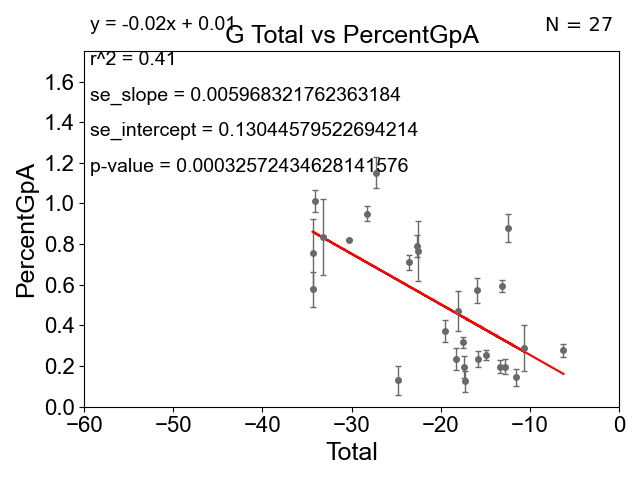 y = -0.02x + 0.01
N = 27
G Total vs PercentGpA
r^2 = 0.41
se_slope = 0.005968321762363184
se_intercept = 0.13044579522694214
p-value = 0.00032572434628141576
PercentGpA
1.6
1.4
1.2
1.0
0.8
0.6
0.4
0.2
0.0
−60 −50 −40 −30 −20 −10 0
Total